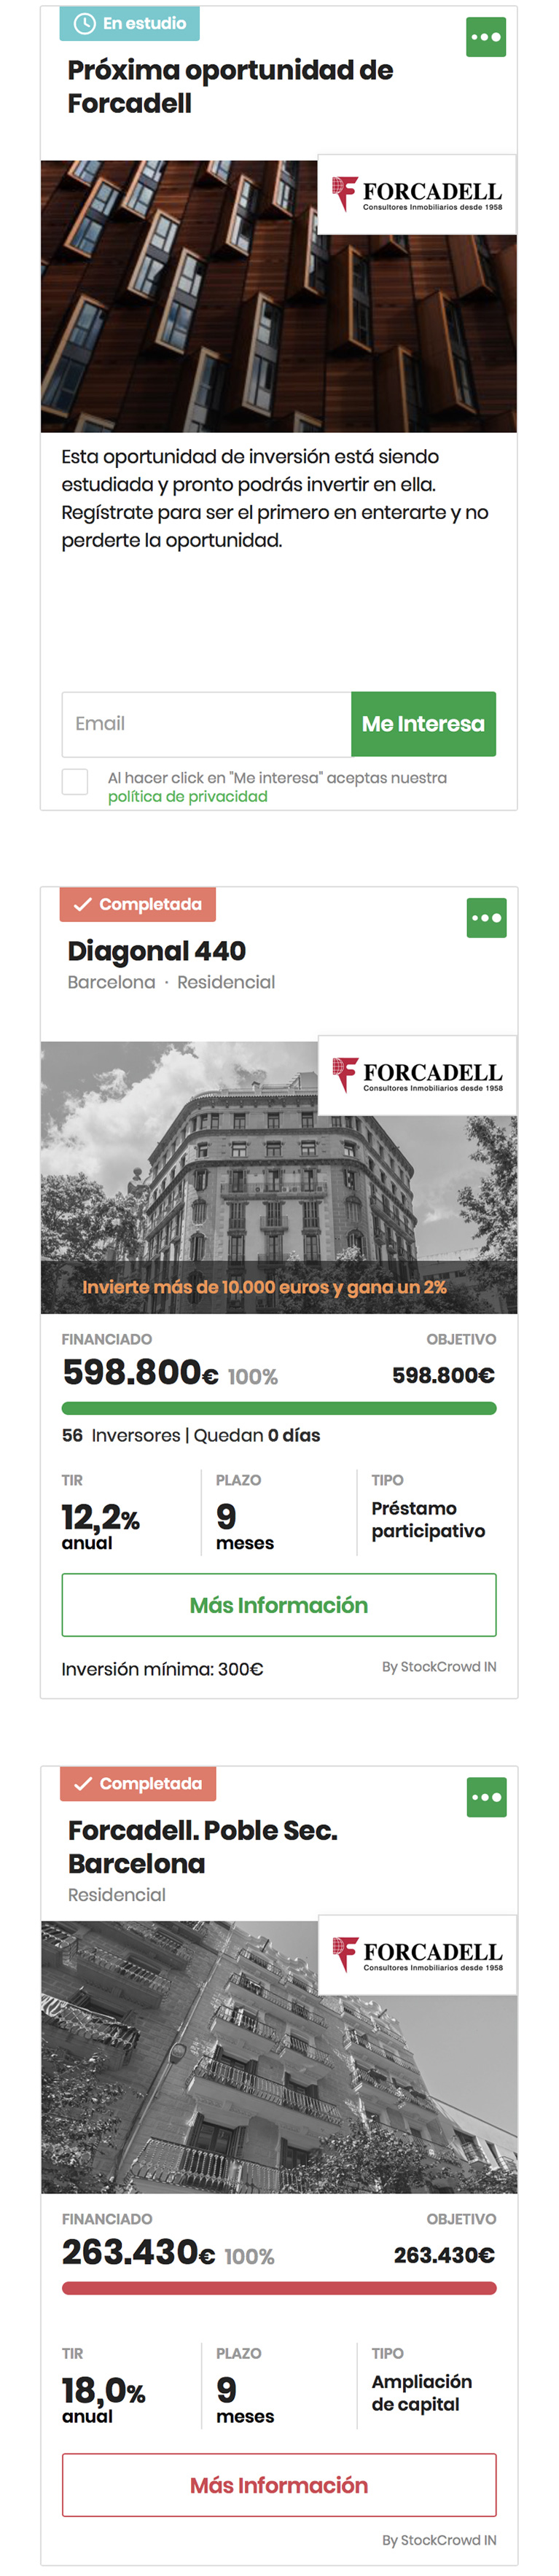 En estudio
Próxima oportunidad de
Forcadell
FORCADELL
Consultores Inmobiliarios desde 1958
Esta oportunidad de inversión está siendo
estudiada y pronto podrás invertir en ella.
Regístrate para ser el primero en enterarte y no
perderte la oportunidad.
Email
Me Interesa
Al hacer click en "Me interesa" aceptas nuestra
política de privacidad
Completada
Diagonal 440
Barcelona · Residencial
FORCADELL
Consultores Inmobiliarios desde 1958
Invierte más de 10.000 euros y gana un 2%
FINANCIADO OBJETIVO
598.800€ 100% 598.800€
56 Inversores | Quedan 0 días
TIR PLAZO TIPO
12,2% 9 Préstamo
anual meses participativo
Más Información
Inversión mínima: 300€ By StockCrowd IN
Completada
Forcadell. Poble Sec.
Barcelona
Residencial
FORCADELL
Consultores Inmobiliarios desde 1958
FINANCIADO OBJETIVO
263.430€ 100% 263.430€
TIR PLAZO TIPO
18,0% 9 Ampliación
anual meses de capital
Más Información
By StockCrowd IN